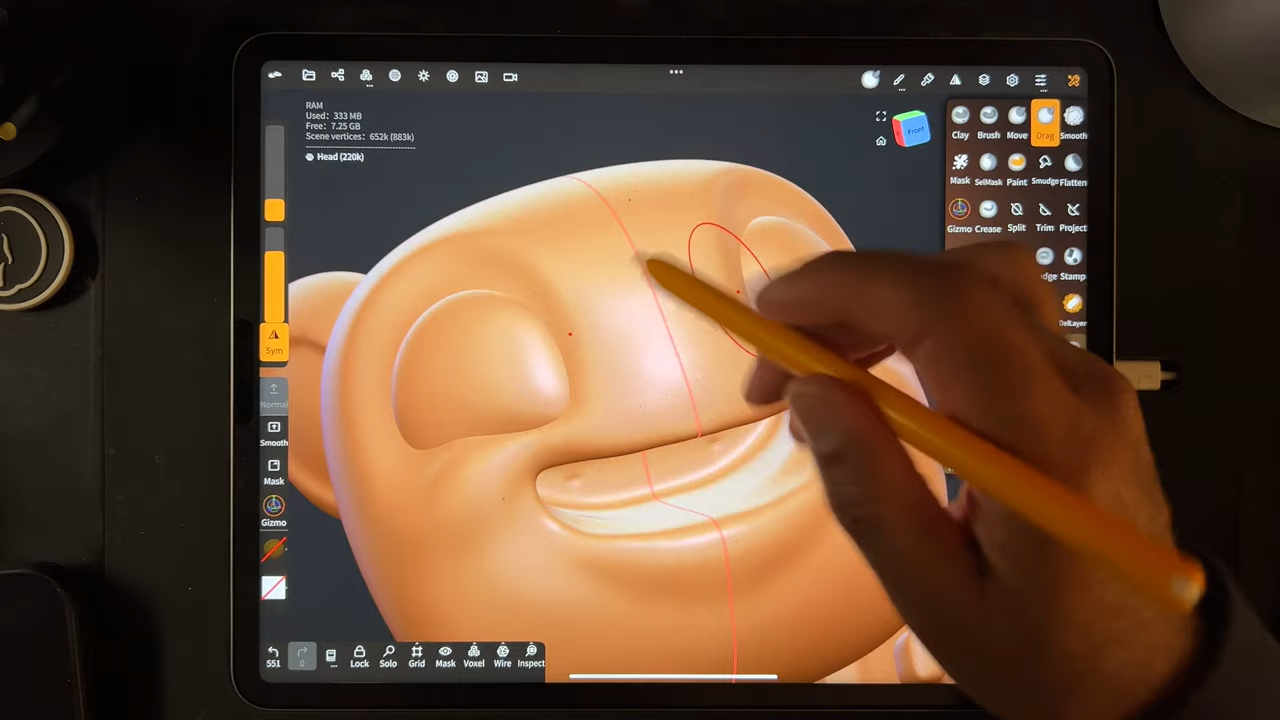 RAM
Used: 333 MB
Free: 7.25 GB
Scene vertices: 652k (883k)
Head (220k)
Front
Clay Brush Move Drag Smooth
Mask SelMask Paint Smudge Flatten
Gizmo Crease Split Trim Project
Stamp
DelLayer
Sym
Normal
Smooth
Mask
Gizmo
551 0 Lock Solo Grid Mask Voxel Wire Inspect